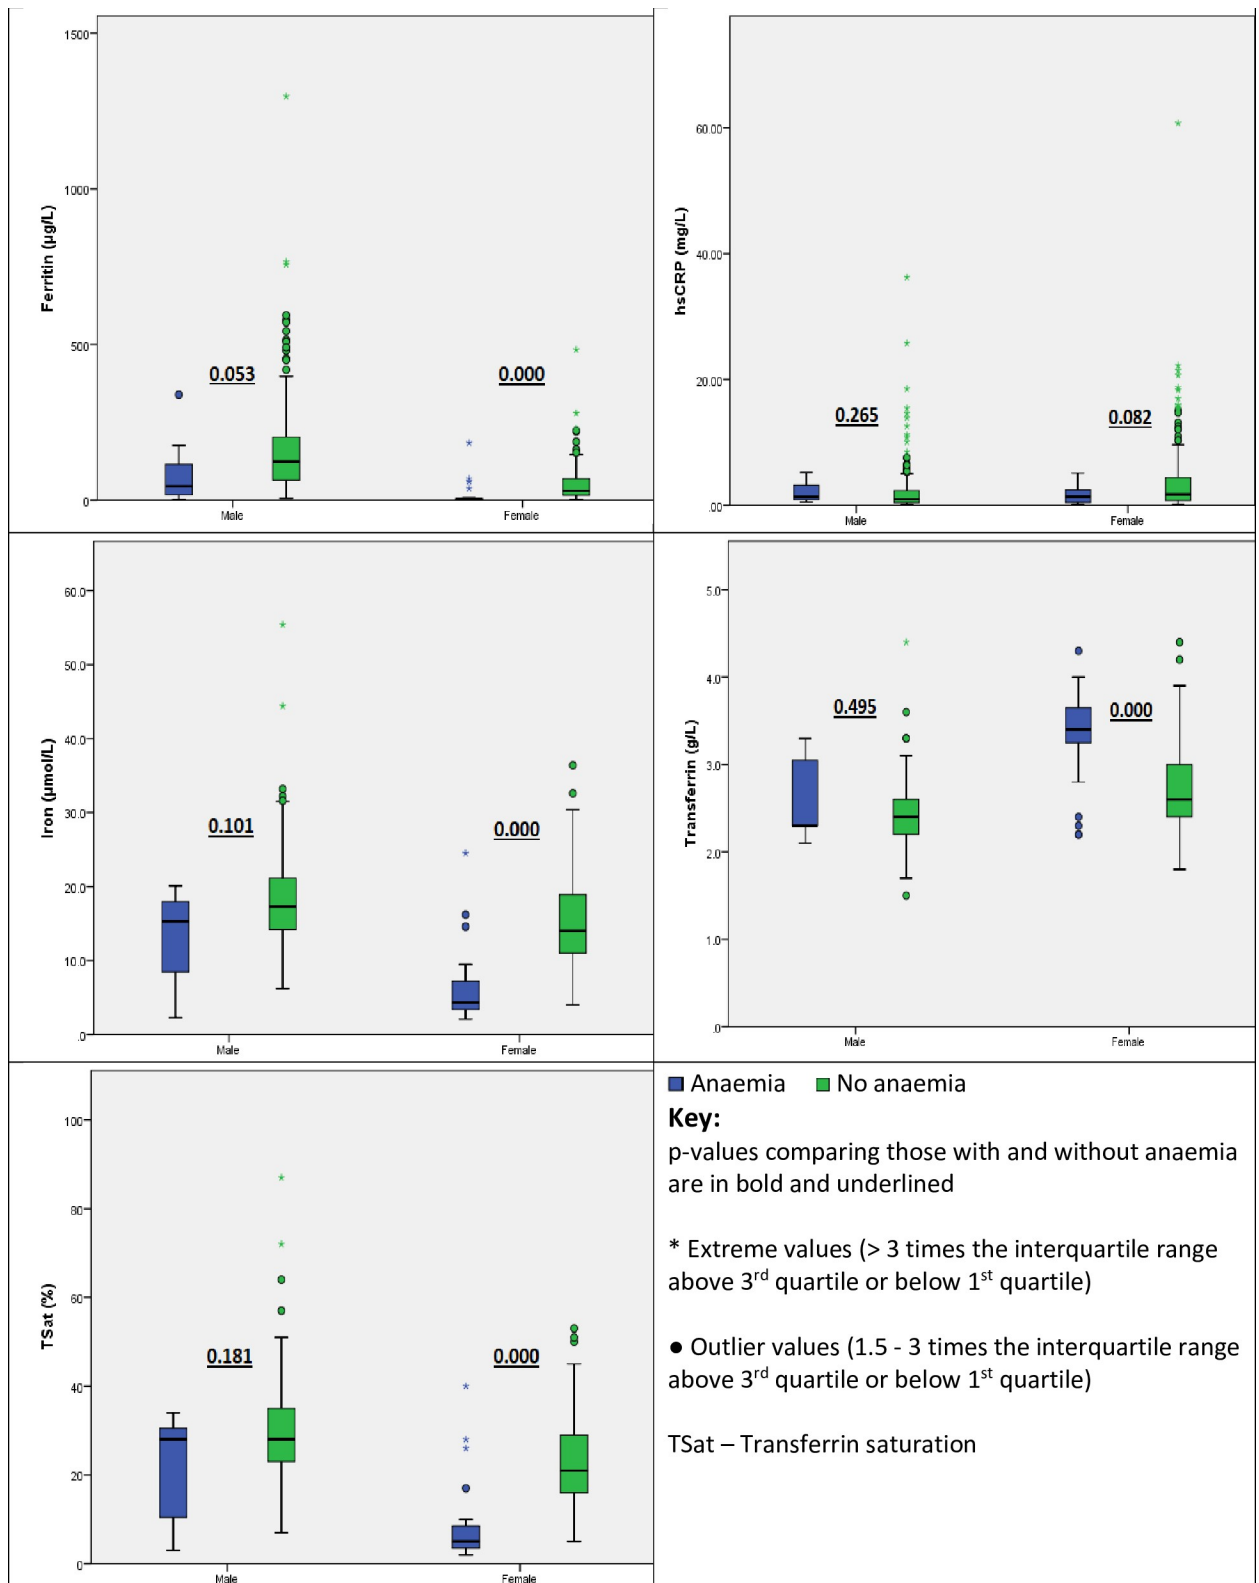 1500
1000
500
0
Ferritin (µg/L)
0.053
0.000
Male
Female
60.00
40.00
20.00
.00
hsCRP (mg/L)
0.265
0.082
Male
Female
60.0
50.0
40.0
30.0
20.0
10.0
.0
Iron (µmol/L)
0.101
0.000
Male
Female
5.0
4.0
3.0
2.0
1.0
.0
Transferrin (g/L)
0.495
0.000
Male
Female
100
80
60
40
20
0
TSat (%)
0.181
0.000
Male
Female
Anaemia No anaemia
Key:
p-values comparing those with and without anaemia
are in bold and underlined
* Extreme values (> 3 times the interquartile range
above 3rd quartile or below 1st quartile)
● Outlier values (1.5 - 3 times the interquartile range
above 3rd quartile or below 1st quartile)
TSat – Transferrin saturation